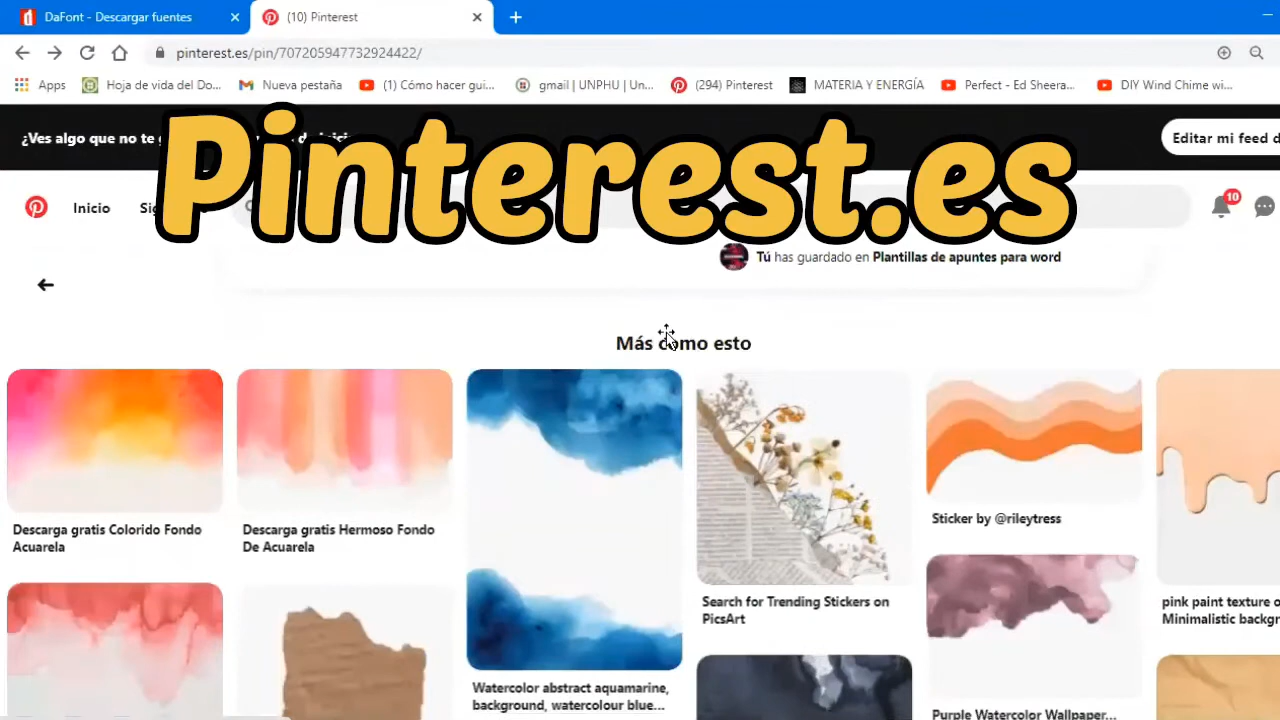 DaFont - Descargar fuentes
(10) Pinterest
pinterest.es/pin/707205947732924422/
Apps
Hoja de vida del Do...
Nueva pestaña
(1) Cómo hacer gui...
gmail | UNPHU | Un...
(294) Pinterest
MATERIA Y ENERGÍA
Perfect - Ed Sheera...
DIY Wind Chime wi...
¿Ves algo que no te
Editar mi feed d
Pinterest.es
Inicio
10
Tú has guardado en Plantillas de apuntes para word
Más como esto
Descarga gratis Colorido Fondo
Acuarela
Descarga gratis Hermoso Fondo
De Acuarela
Watercolor abstract aquamarine,
background, watercolour blue...
Search for Trending Stickers on
PicsArt
Sticker by @rileytress
Purple Watercolor Wallpaper...
pink paint texture
Minimalistic backgr